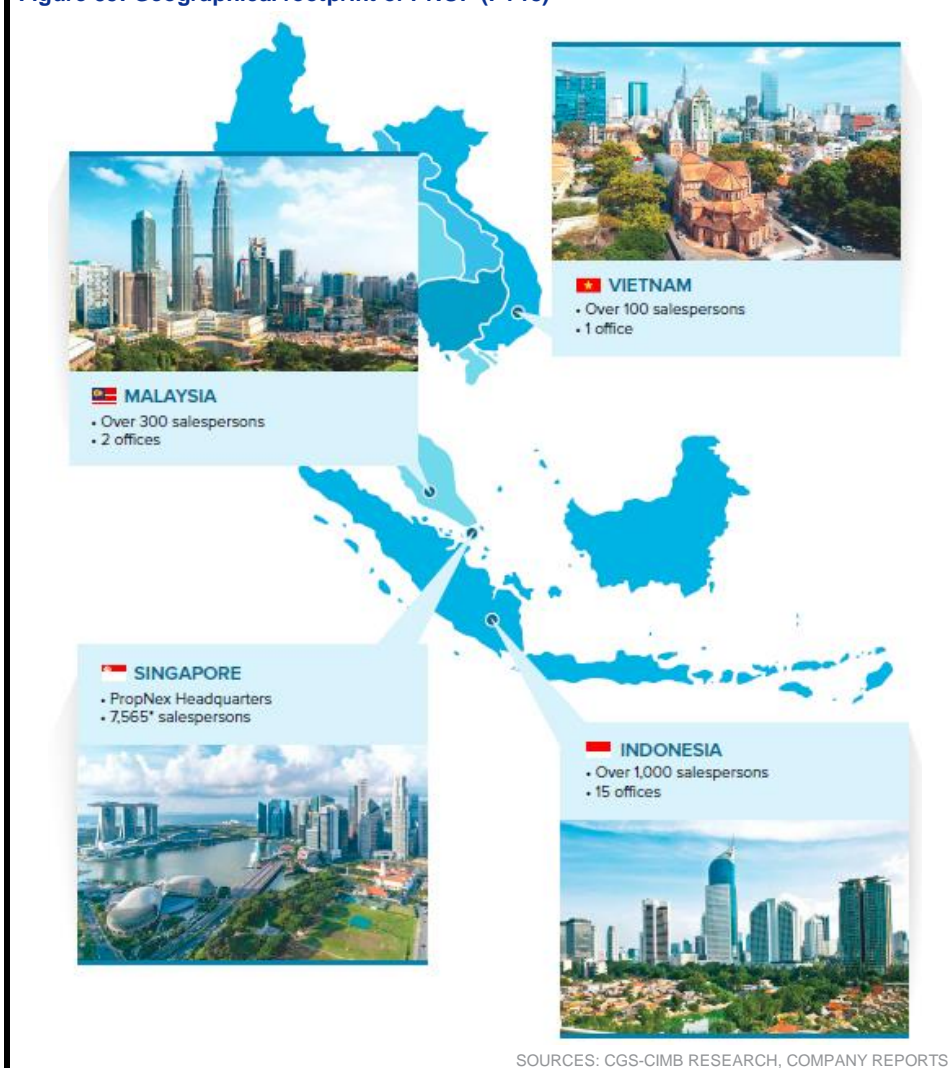 VIETNAM
• Over 100 salespersons
• 1 office
MALAYSIA
• Over 300 salespersons
• 2 offices
SINGAPORE
• PropNex Headquarters
• 7,565* salespersons
INDONESIA
• Over 1,000 salespersons
• 15 offices
SOURCES: CGS-CIMB RESEARCH, COMPANY REPORTS